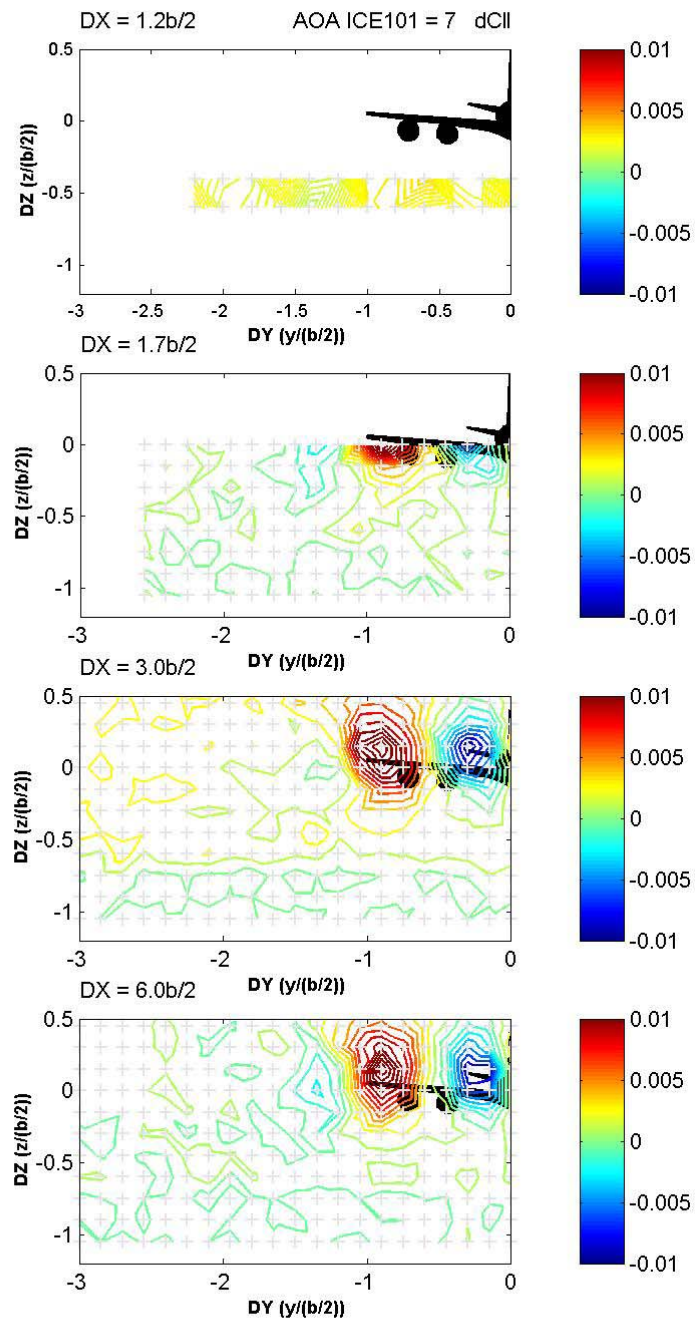 DX = 1.2b/2 AOA ICE101 = 7 dCll
0.5
0
-0.5
-1
-3 -2.5 -2 -1.5 -1 -0.5 0
DZ (z/(b/2))
DY (y/(b/2))
0.01
0.005
0
-0.005
-0.01
DX = 1.7b/2
0.5
0
-0.5
-1
-3 -2 -1 0
DZ (z/(b/2))
DY (y/(b/2))
0.01
0.005
0
-0.005
-0.01
DX = 3.0b/2
0.5
0
-0.5
-1
-3 -2 -1 0
DZ (z/(b/2))
DY (y/(b/2))
0.01
0.005
0
-0.005
-0.01
DX = 6.0b/2
0.5
0
-0.5
-1
-3 -2 -1 0
DZ (z/(b/2))
DY (y/(b/2))
0.01
0.005
0
-0.005
-0.01